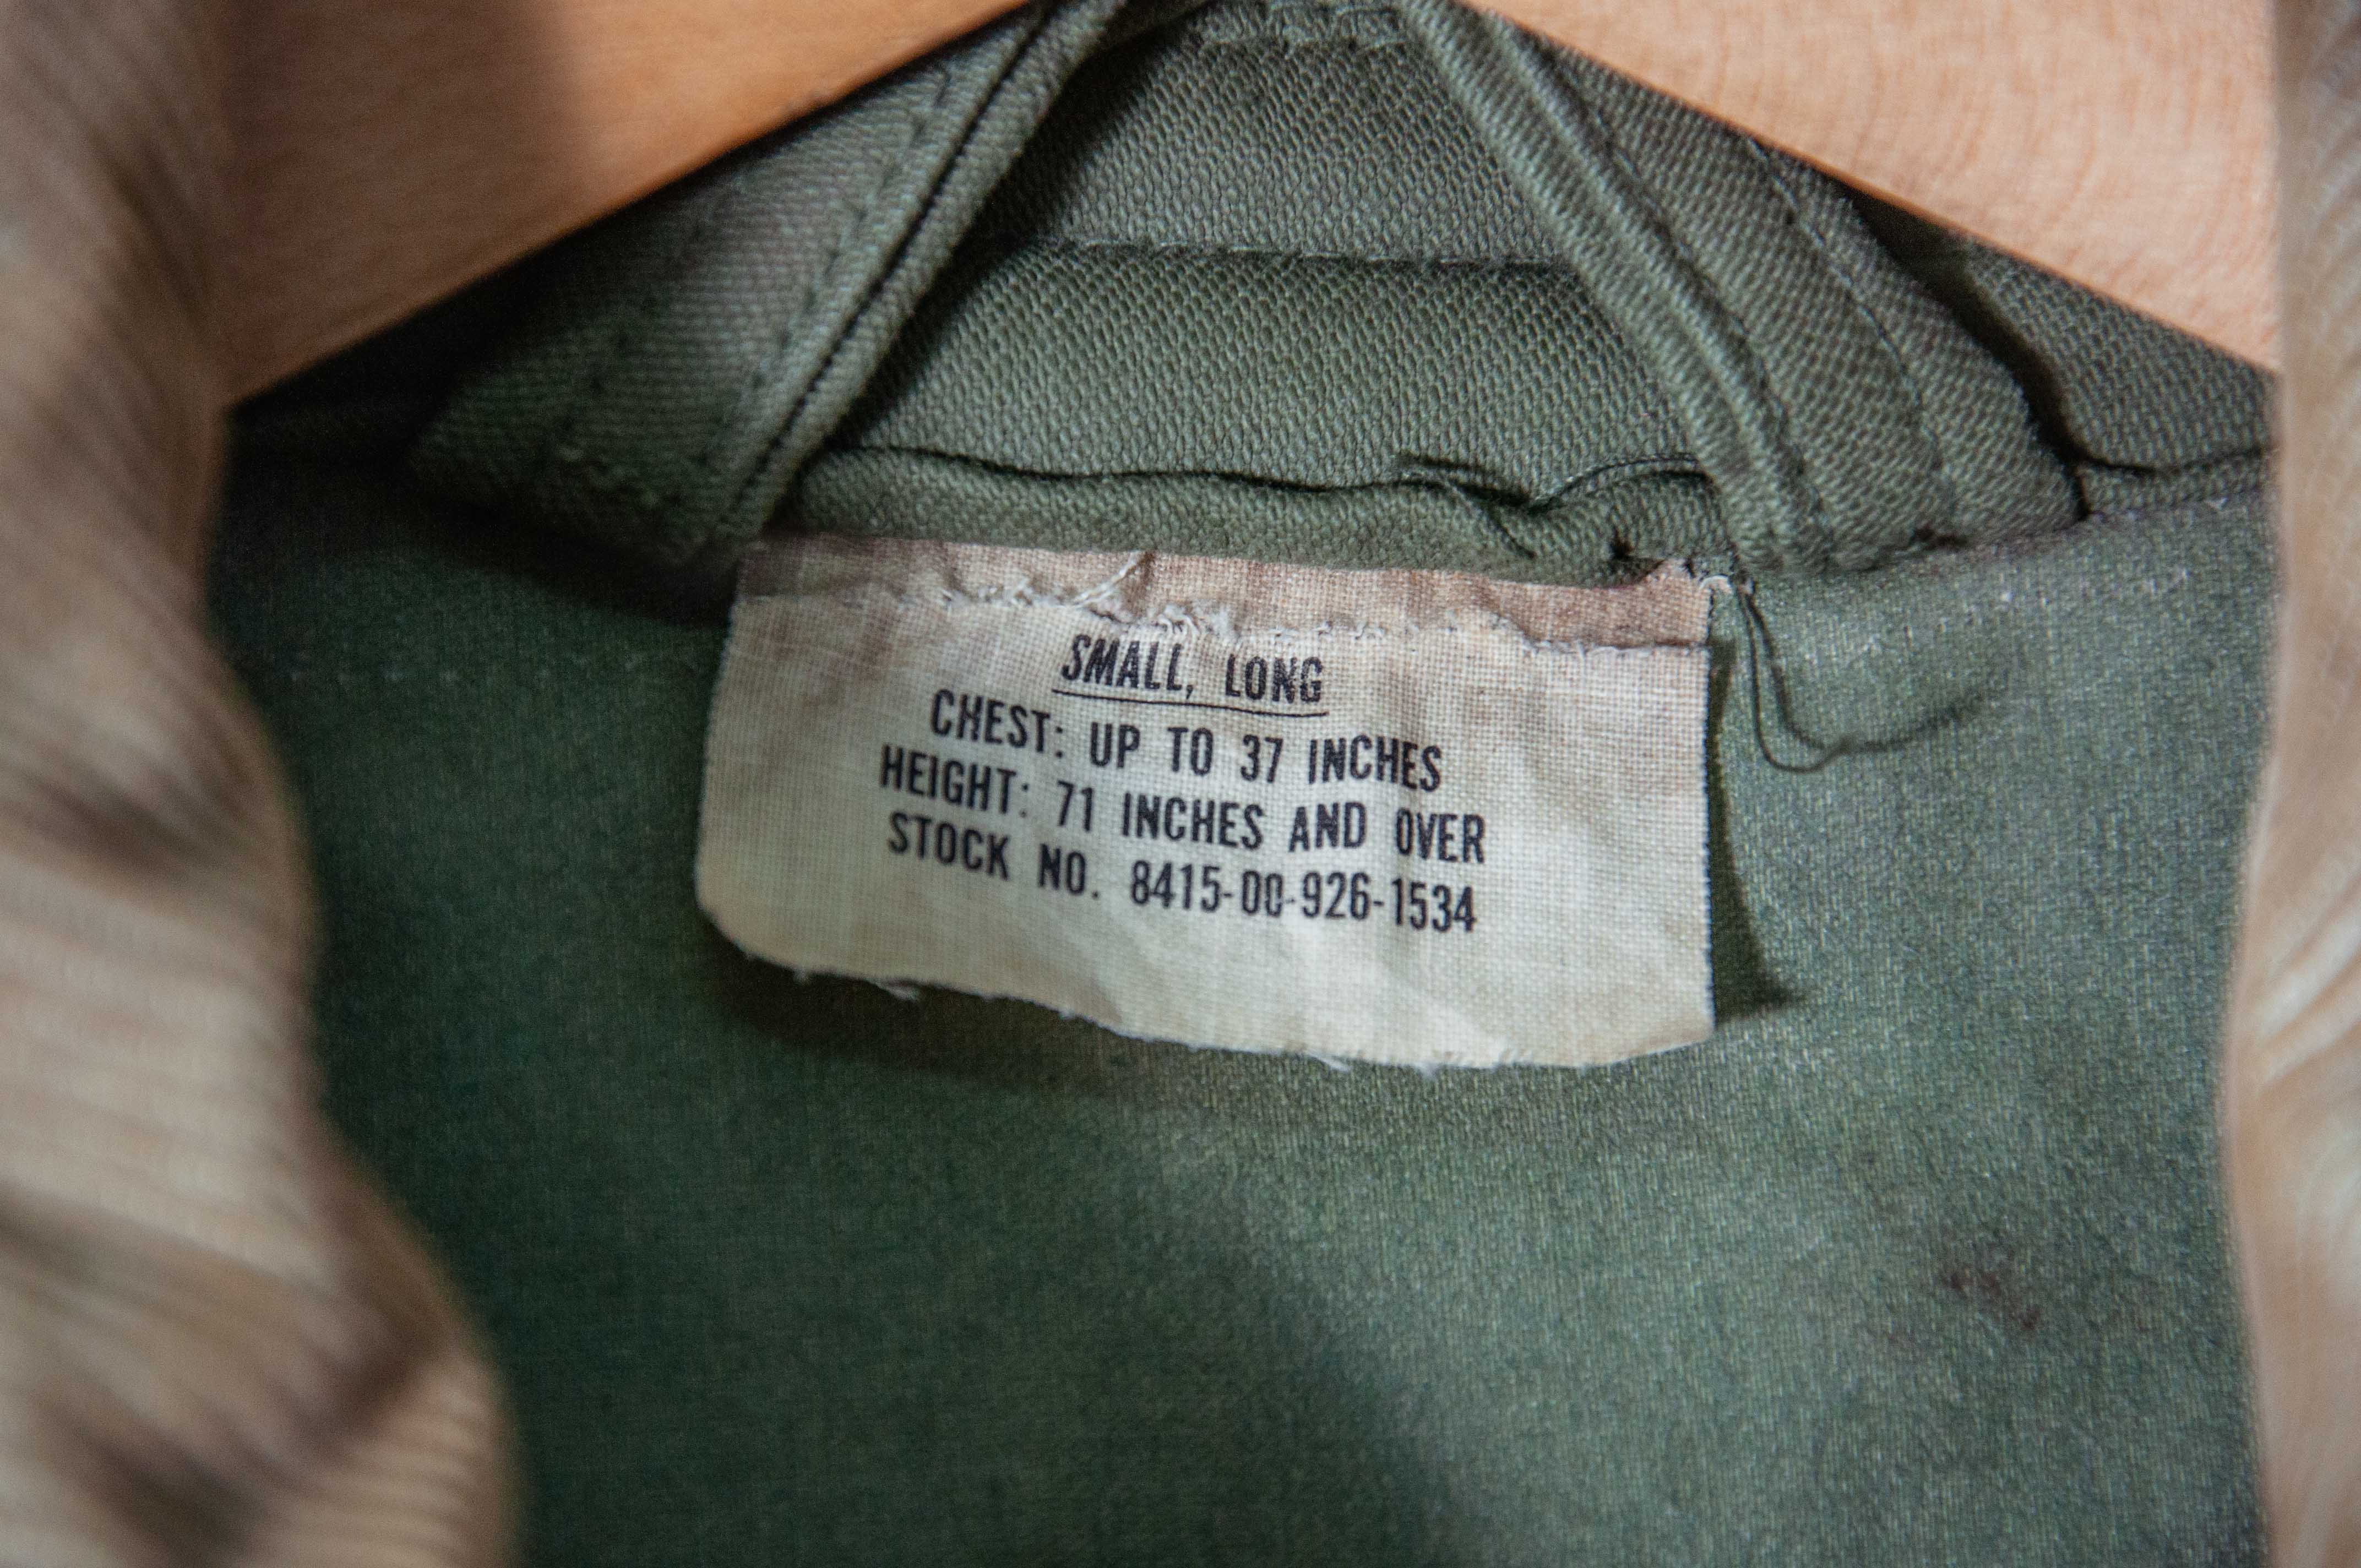 SMALL, LONG
CHEST: UP TO 37 INCHES
HEIGHT: 71 INCHES AND OVER
STOCK NO. 8415-00-926-1534